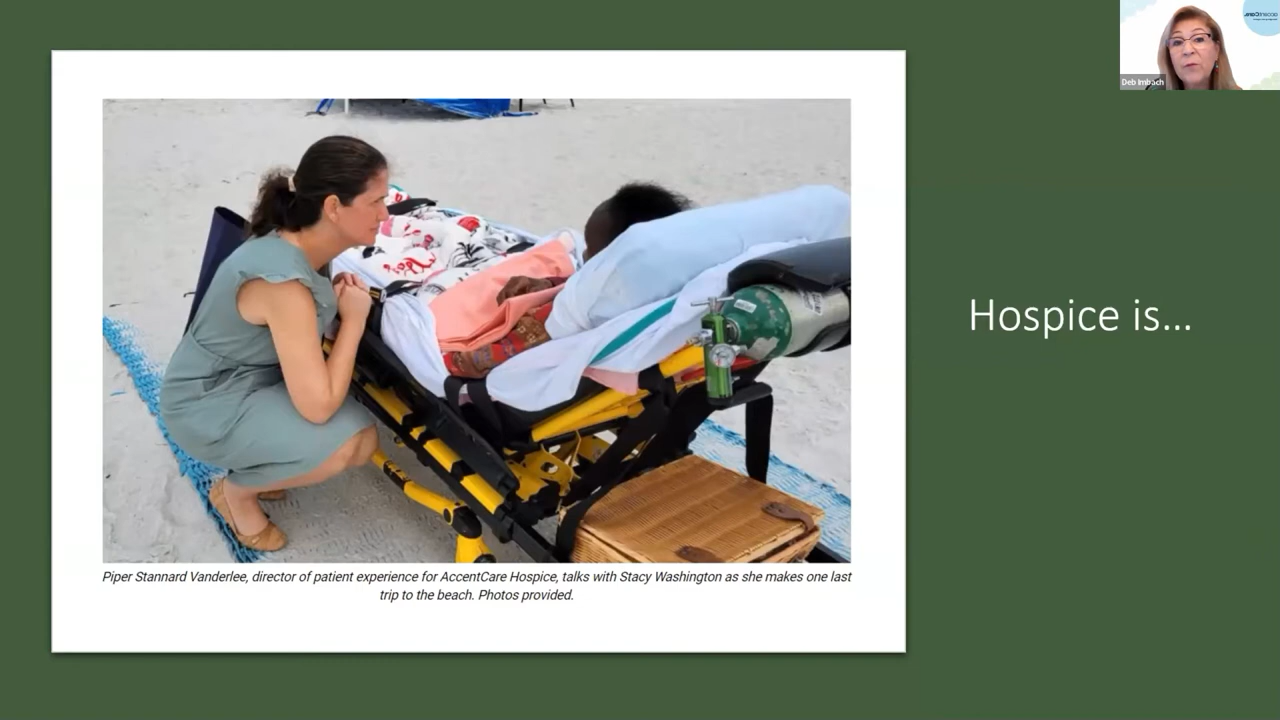 Deb Imbach
Hospice is...
Piper Stannard Vanderlee, director of patient experience for AccentCare Hospice, talks with Stacy Washington as she makes one last
trip to the beach. Photos provided.